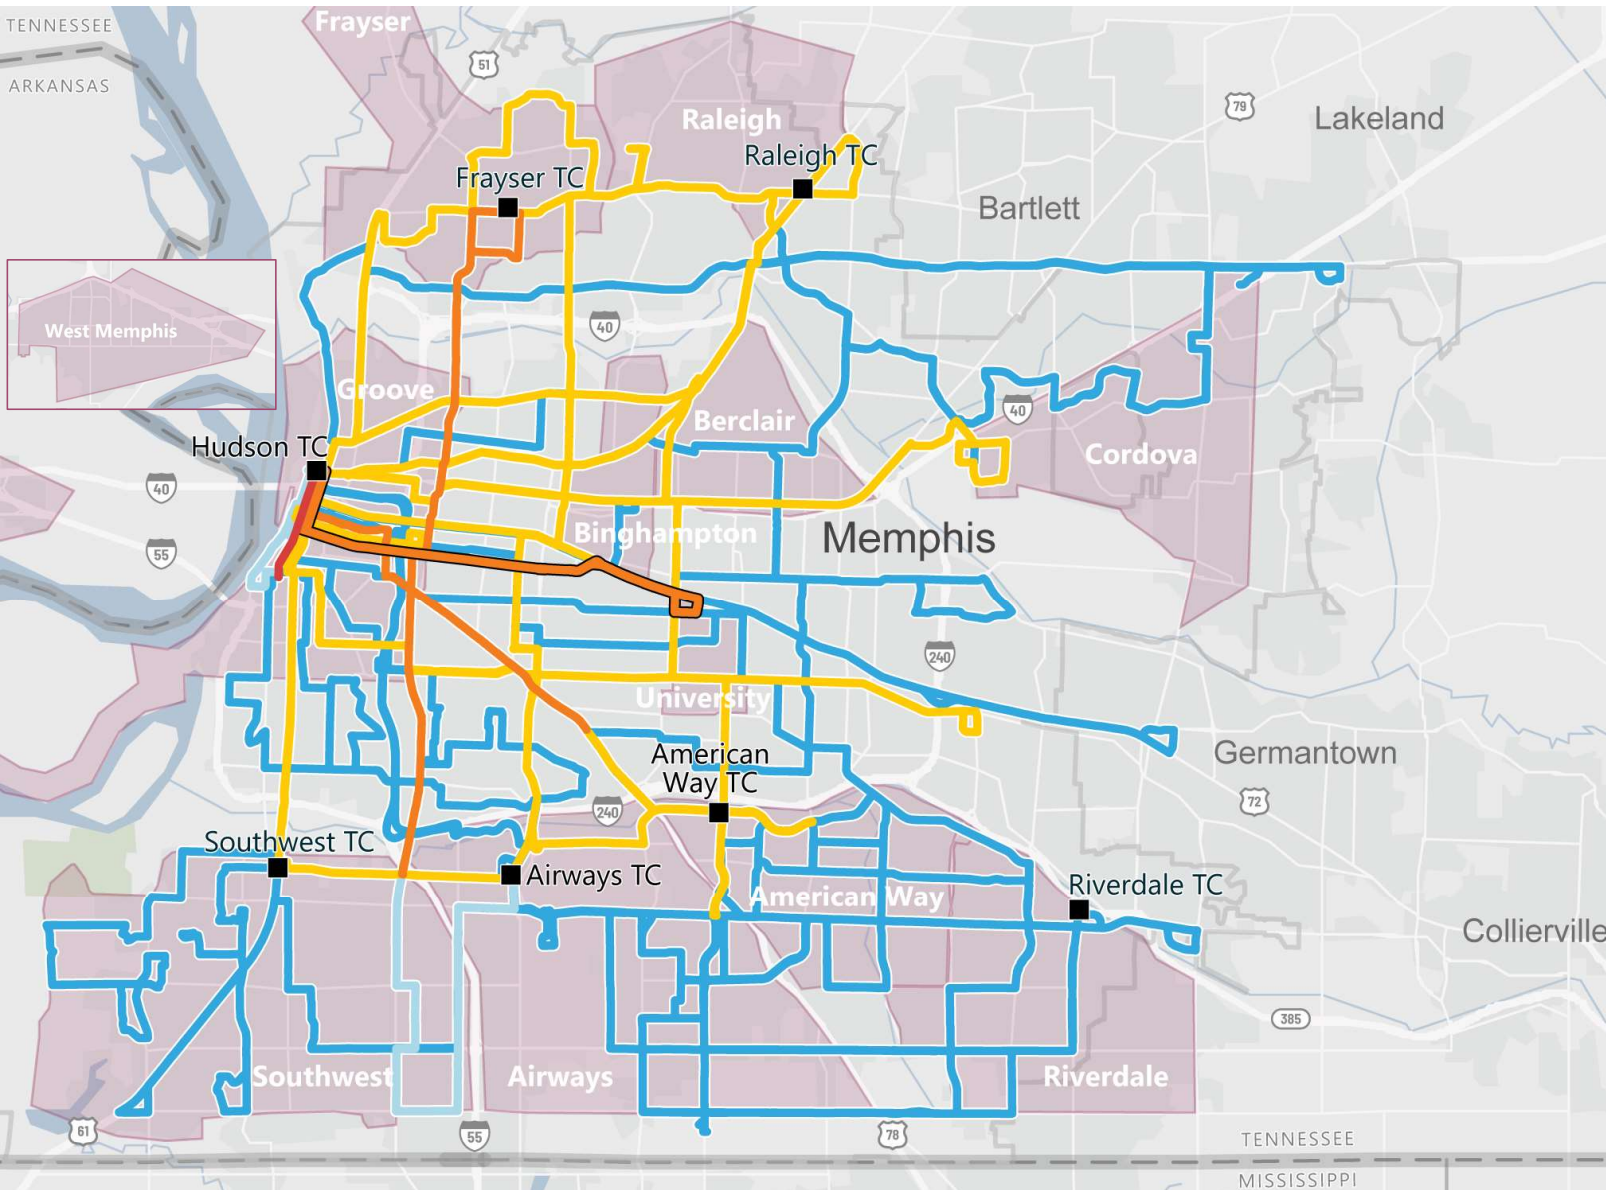 TENNESSEE
Frayser
51
ARKANSAS
79
Lakeland
Raleigh
Raleigh TC
Frayser TC
Bartlett
West Memphis
40
Groove
40
Berclair
Hudson TC
Cordova
40
Binghampton
Memphis
55
240
University
American
Way TC
Germantown
72
240
Southwest TC
Airways TC
Riverdale TC
American Way
Collierville
385
Southwest
Airways
Riverdale
61
55
78
TENNESSEE
MISSISSIPPI